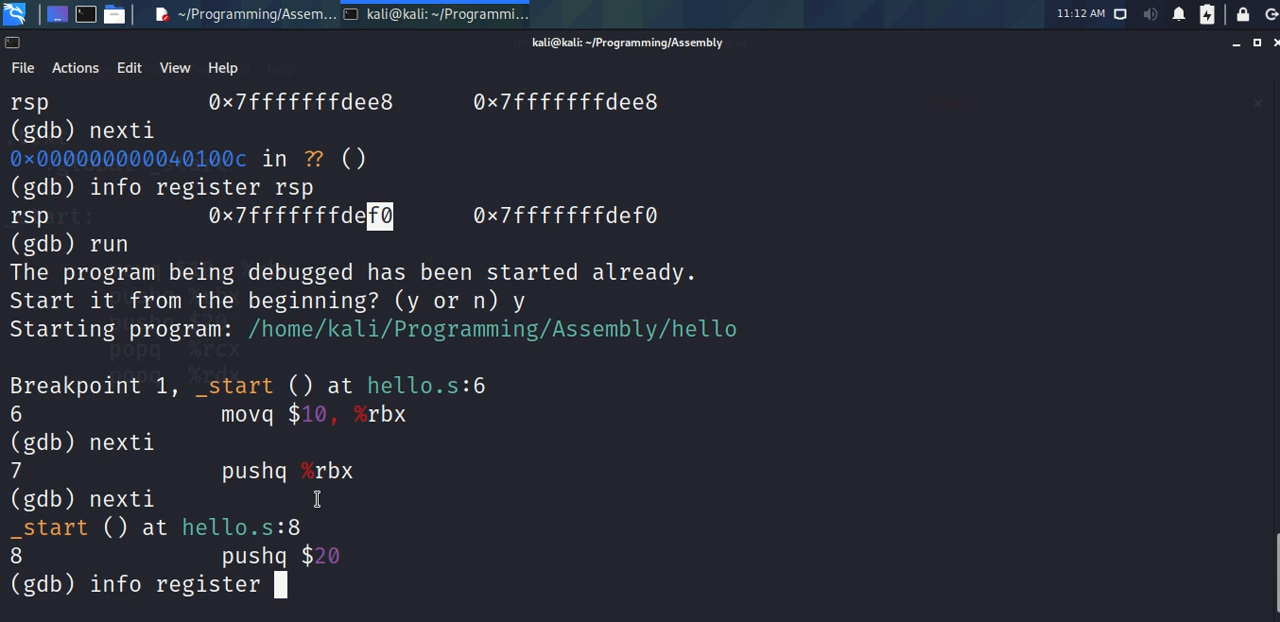 ~/Programming/Assem... kali@kali: ~/Programmi... 11:12 AM
kali@kali: ~/Programming/Assembly
File Actions Edit View Help
rsp 0x7fffffffdee8 0x7fffffffdee8
(gdb) nexti
0x000000000040100c in ?? ()
(gdb) info register rsp
rsp 0x7fffffffdef0 0x7fffffffdef0
(gdb) run
The program being debugged has been started already.
Start it from the beginning? (y or n) y
Starting program: /home/kali/Programming/Assembly/hello
popq %rcx
popq %rdx
Breakpoint 1, _start () at hello.s:6
6 movq $10, %rbx
(gdb) nexti
7 pushq %rbx
(gdb) nexti
_start () at hello.s:8
8 pushq $20
(gdb) info register